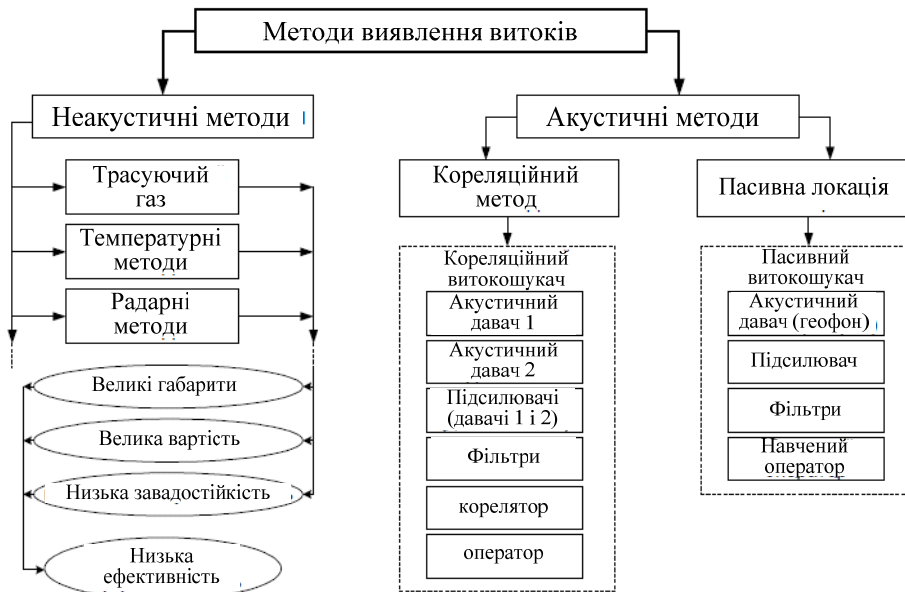 Методи виявлення витоків
Неакустичні методи
Акустичні методи
Трасуючий
газ
Температурні
методи
Радарні
методи
Великі габарити
Велика вартість
Низька завадостійкість
Низька
ефективність
Кореляційний
метод
Кореляційний
витокошукач
Акустичний
давач 1
Акустичний
давач 2
Підсилювачі
(давачі 1 і 2)
Фільтри
корелятор
оператор
Пасивна локація
Пасивний
витокошукач
Акустичний
давач (геофон)
Підсилювач
Фільтри
Навчений
оператор